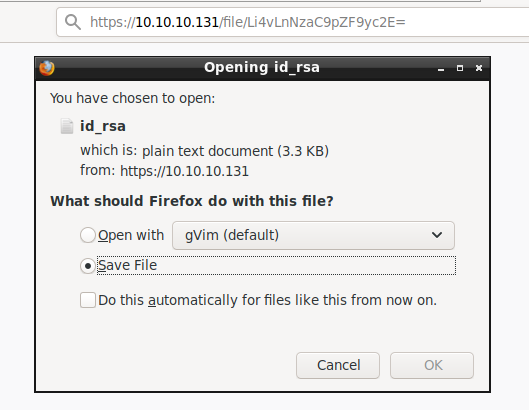 https://10.10.10.131/file/Li4vLnNzaC9pZF9yc2E=
Opening id_rsa
You have chosen to open:
id_rsa
which is: plain text document (3.3 KB)
from: https://10.10.10.131
What should Firefox do with this file?
Open with gVim (default)
Save File
Do this automatically for files like this from now on.
Cancel OK